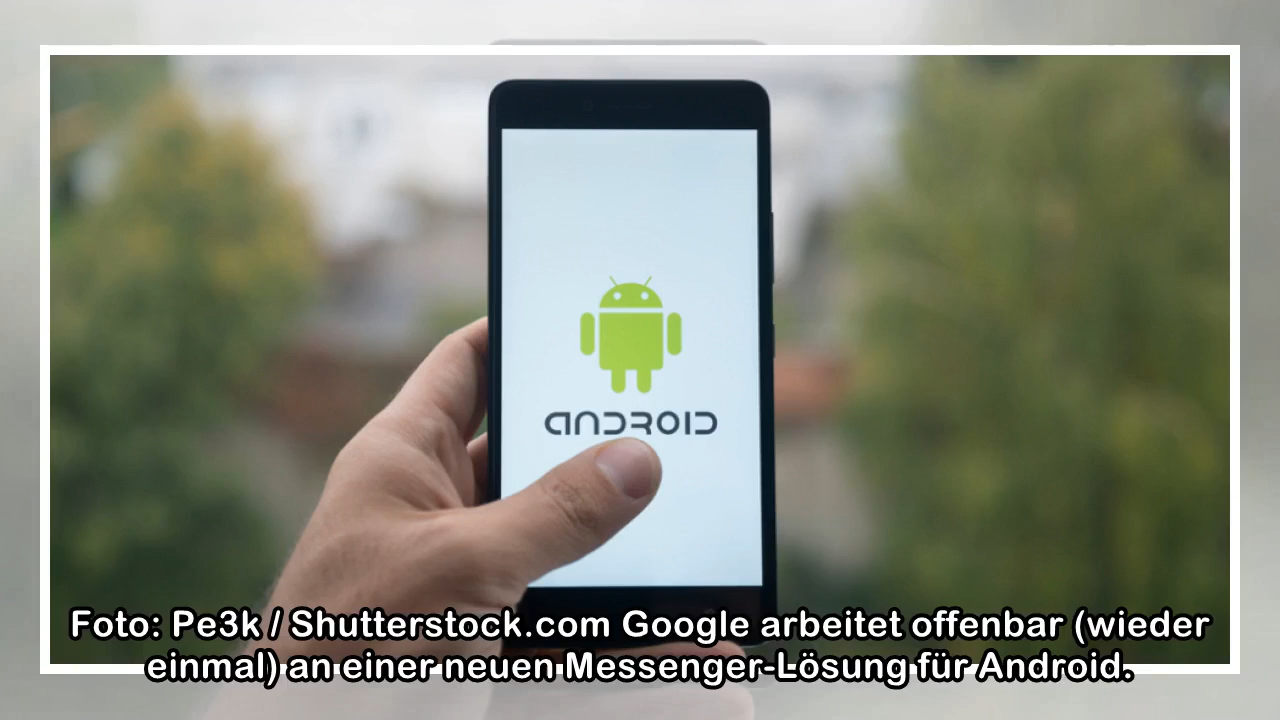 ANDROID
Foto: Pe3k / Shutterstock.com Google arbeitet offenbar (wieder
einmal) an einer neuen Messenger-Lösung für Android.